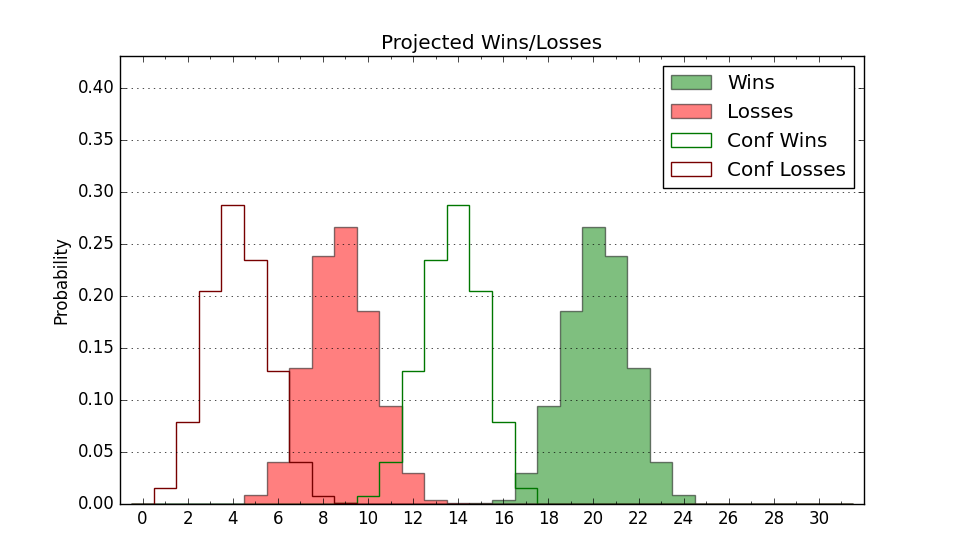 Projected Wins/Losses
Wins
Losses
Conf Wins
Conf Losses
Probability
0.40
0.35
0.30
0.25
0.20
0.15
0.10
0.05
0.00
0 2 4 6 8 10 12 14 16 18 20 22 24 26 28 30